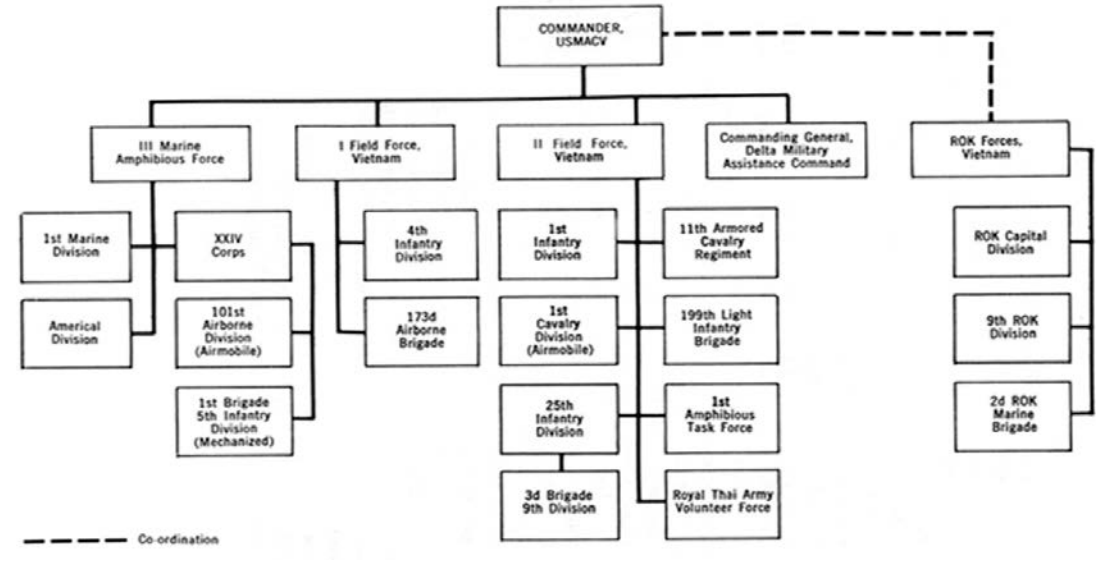 COMMANDER,
USMACV
III Marine
Amphibious Force
I Field Force,
Vietnam
II Field Force,
Vietnam
Commanding General,
Delta Military
Assistance Command
ROK Forces,
Vietnam
1st Marine
Division
XXIV
Corps
4th
Infantry
Division
1st
Infantry
Division
11th Armored
Cavalry
Regiment
ROK Capital
Division
Americal
Division
101st
Airborne
Division
(Airmobile)
173d
Airborne
Brigade
1st
Cavalry
Division
(Airmobile)
199th Light
Infantry
Brigade
9th ROK
Division
1st Brigade
5th Infantry
Division
(Mechanized)
25th
Infantry
Division
1st
Amphibious
Task Force
2d ROK
Marine
Brigade
3d Brigade
9th Division
Royal Thai Army
Volunteer Force
Co-ordination